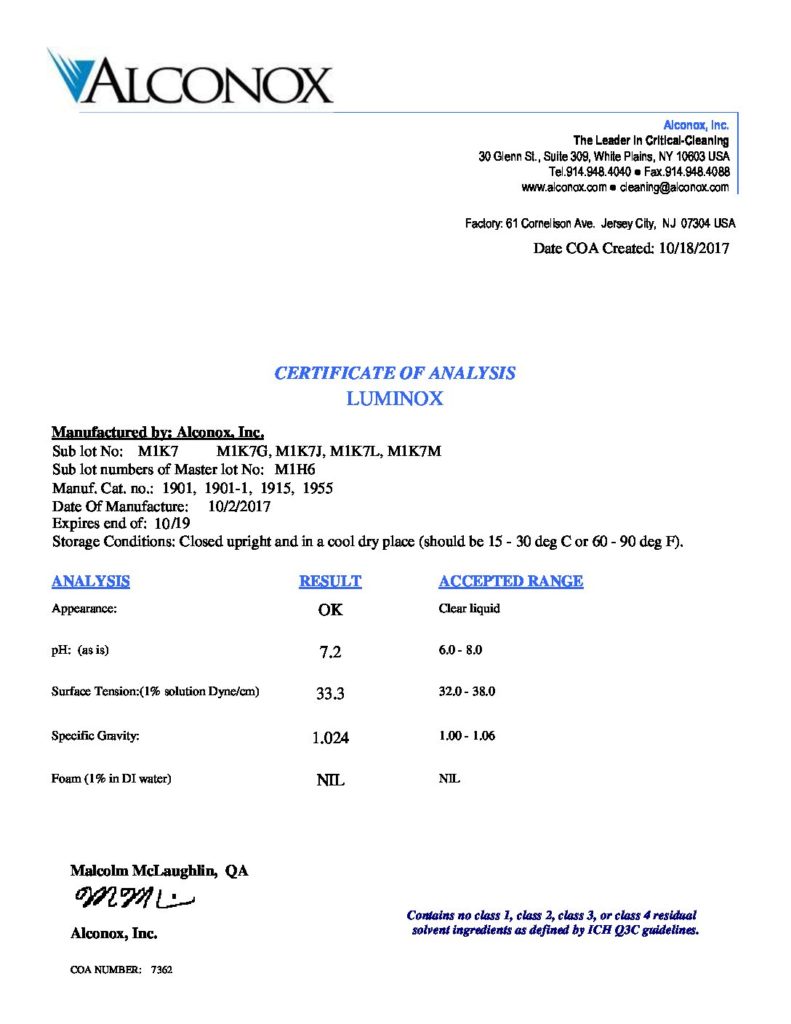 ALCONOX
Alconox, Inc.
The Leader in Critical-Cleaning
30 Glenn St., Suite 309, White Plains, NY 10603 USA
Tel.914.948.4040 ● Fax.914.948.4088
www.alconox.com ● cleaning@alconox.com
Factory: 61 Cornelison Ave. Jersey City, NJ 07304 USA
Date COA Created: 10/18/2017
CERTIFICATE OF ANALYSIS
LUMINOX
Manufactured by: Alconox, Inc.
Sub lot No: M1K7 M1K7G, M1K7J, M1K7L, M1K7M
Sub lot numbers of Master lot No: M1H6
Manuf. Cat. no.: 1901, 1901-1, 1915, 1955
Date Of Manufacture: 10/2/2017
Expires end of: 10/19
Storage Conditions: Closed upright and in a cool dry place (should be 15 - 30 deg C or 60 - 90 deg F).
ANALYSIS RESULT ACCEPTED RANGE
Appearance: OK Clear liquid
pH: (as is) 7.2 6.0 - 8.0
Surface Tension:(1% solution Dyne/cm) 33.3 32.0 - 38.0
Specific Gravity: 1.024 1.00 - 1.06
Foam (1% in DI water) NIL NIL
Malcolm McLaughlin, QA
Alconox, Inc.
Contains no class 1, class 2, class 3, or class 4 residual
solvent ingredients as defined by ICH Q3C guidelines.
COA NUMBER: 7362